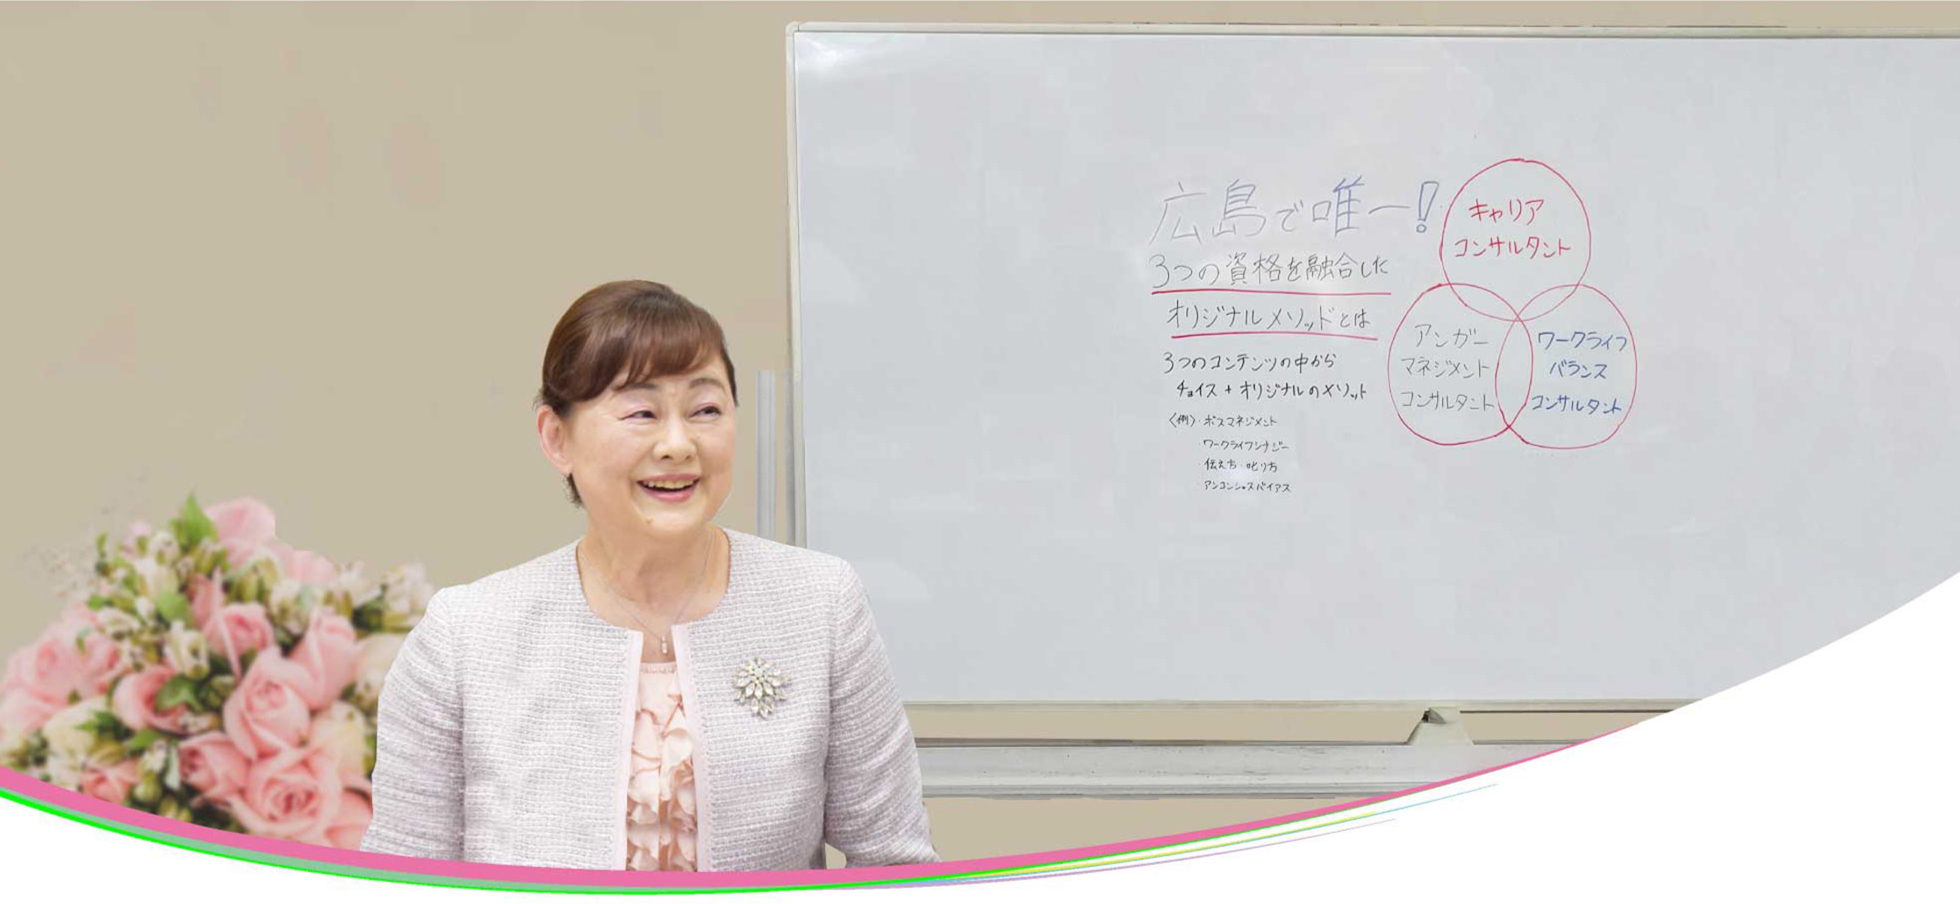 広島で唯一!
3つの資格を融合した
オリジナルメソッドとは
3つのコンテンツの中から
チョイス+オリジナルのメソット
〈例〉・ボスマネジメント
・ワークライフシナジー
・伝え方・叱り方
・アンコンシャスバイアス
キャリア
コンサルタント
アンガー
マネジメント
コンサルタント
ワークライフ
バランス
コンサルタント